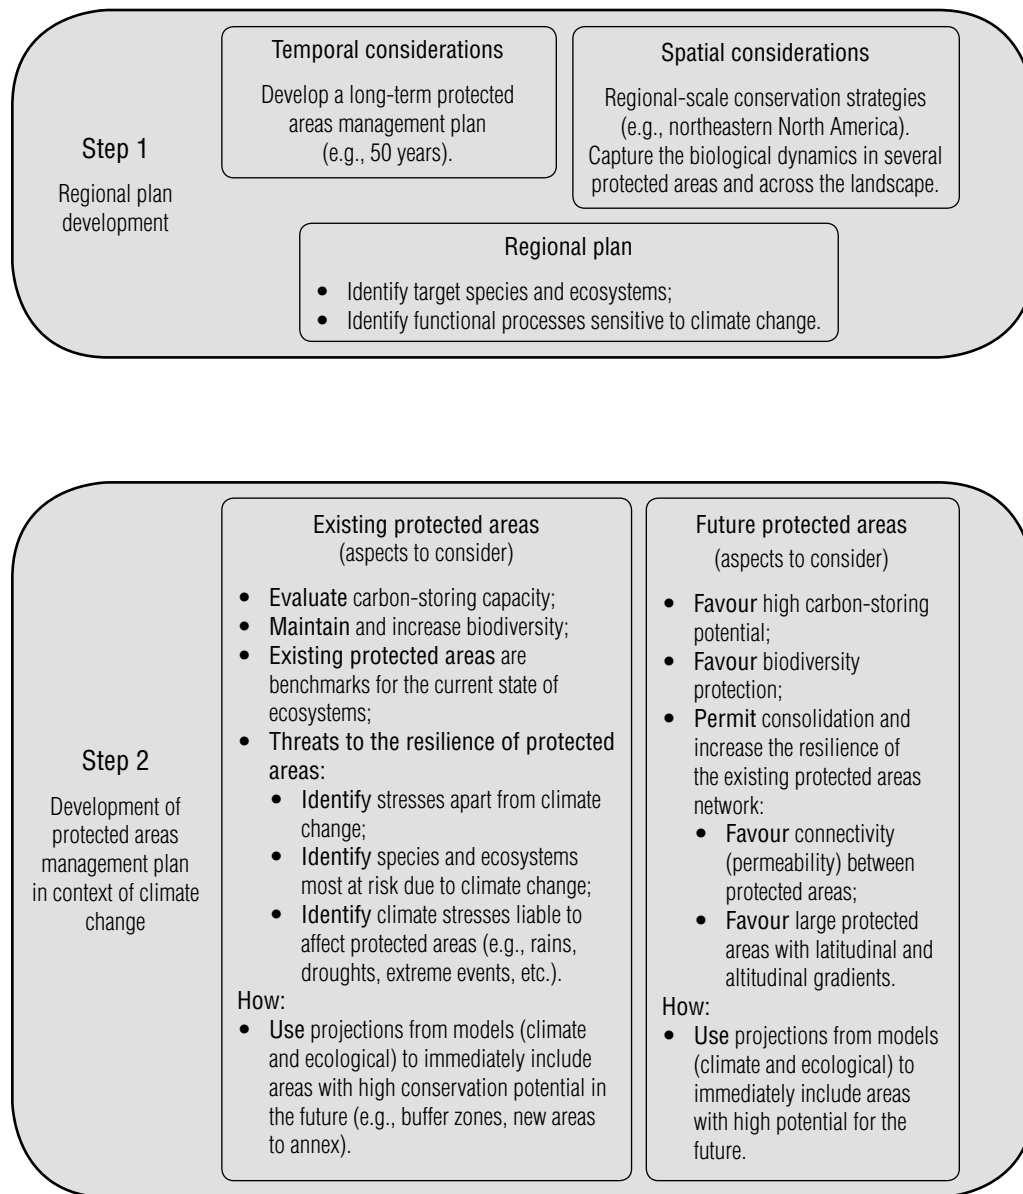 Step 1
Regional plan
development
Temporal considerations
Develop a long-term protected
areas management plan
(e.g., 50 years).
Spatial considerations
Regional-scale conservation strategies
(e.g., northeastern North America).
Capture the biological dynamics in several
protected areas and across the landscape.
Regional plan
• Identify target species and ecosystems;
• Identify functional processes sensitive to climate change.
Step 2
Development of
protected areas
management plan
in context of climate
change
Existing protected areas
(aspects to consider)
• Evaluate carbon-storing capacity;
• Maintain and increase biodiversity;
• Existing protected areas are
benchmarks for the current state of
ecosystems;
• Threats to the resilience of protected
areas:
• Identify stresses apart from climate
change;
• Identify species and ecosystems
most at risk due to climate change;
• Identify climate stresses liable to
affect protected areas (e.g., rains,
droughts, extreme events, etc.).
How:
• Use projections from models (climate
and ecological) to immediately include
areas with high conservation potential in
the future (e.g., buffer zones, new areas
to annex).
Future protected areas
(aspects to consider)
• Favour high carbon-storing
potential;
• Favour biodiversity
protection;
• Permit consolidation and
increase the resilience of
the existing protected areas
network:
• Favour connectivity
(permeability) between
protected areas;
• Favour large protected
areas with latitudinal and
altitudinal gradients.
How:
• Use projections from models
(climate and ecological) to
immediately include areas
with high potential for the
future.